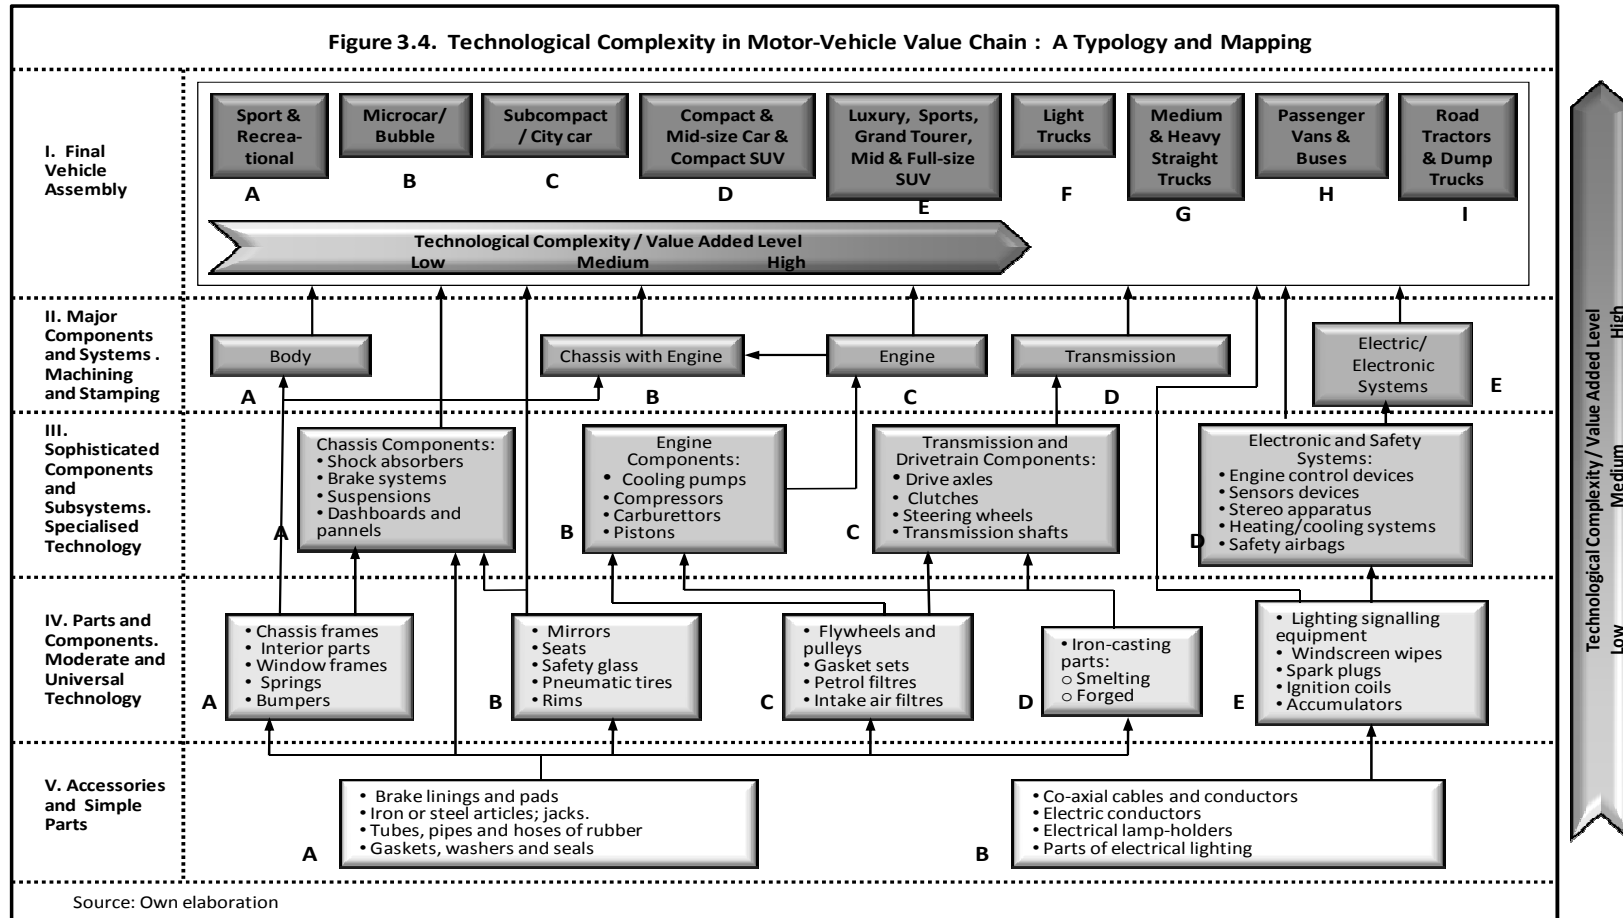 Figure 3.4. Technological Complexity in Motor-Vehicle Value Chain : A Typology and Mapping
I. Final
Vehicle
Assembly
Sport &
Recrea-
tional
A
Microcar/
Bubble
B
Subcompact
/ City car
C
Compact &
Mid-size Car &
Compact SUV
D
Luxury, Sports,
Grand Tourer,
Mid & Full-size
SUV
E
Light
Trucks
F
Medium
& Heavy
Straight
Trucks
G
Passenger
Vans &
Buses
H
Road
Tractors
& Dump
Trucks
I
Technological Complexity / Value Added Level
Low Medium High
II. Major
Components
and Systems .
Machining
and Stamping
Body
A
Chassis with Engine
B
Engine
C
Transmission
D
Electric/
Electronic
Systems
E
III.
Sophisticated
Components
and
Subsystems.
Specialised
Technology
Chassis Components:
• Shock absorbers
• Brake systems
• Suspensions
• Dashboards and
pannels
A
Engine
Components:
• Cooling pumps
• Compressors
• Carburettors
• Pistons
B
Transmission and
Drivetrain Components:
• Drive axles
• Clutches
• Steering wheels
• Transmission shafts
C
Electronic and Safety
Systems:
• Engine control devices
• Sensors devices
• Stereo apparatus
• Heating/cooling systems
• Safety airbags
D
IV. Parts and
Components.
Moderate and
Universal
Technology
• Chassis frames
• Interior parts
• Window frames
• Springs
• Bumpers
A
• Mirrors
• Seats
• Safety glass
• Pneumatic tires
• Rims
B
• Flywheels and
pulleys
• Gasket sets
• Petrol filtres
• Intake air filtres
C
• Iron-casting
parts:
o Smelting
o Forged
D
• Lighting signalling
equipment
• Windscreen wipes
• Spark plugs
• Ignition coils
• Accumulators
E
V. Accessories
and Simple
Parts
• Brake linings and pads
• Iron or steel articles; jacks.
• Tubes, pipes and hoses of rubber
• Gaskets, washers and seals
A
• Co-axial cables and conductors
• Electric conductors
• Electrical lamp-holders
• Parts of electrical lighting
B
Source: Own elaboration
Technological Complexity / Value Added Level
Low Medium High